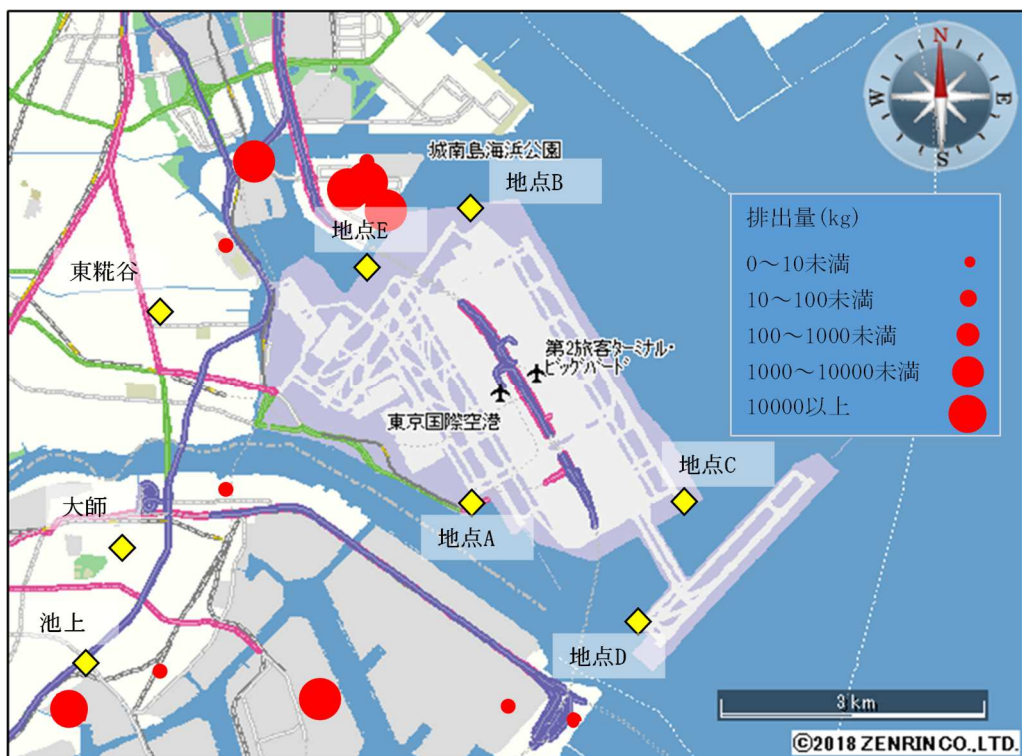 N
W
E
S
城南島海浜公園
地点B
地点E
排出量(kg)
0～10未満
10～100未満
100～1000未満
1000～10000未満
10000以上
東糀谷
第2旅客ターミナル・
ビッグバード
東京国際空港
地点C
大師
地点A
池上
地点D
3 km
©2018 ZENRIN CO., LTD.